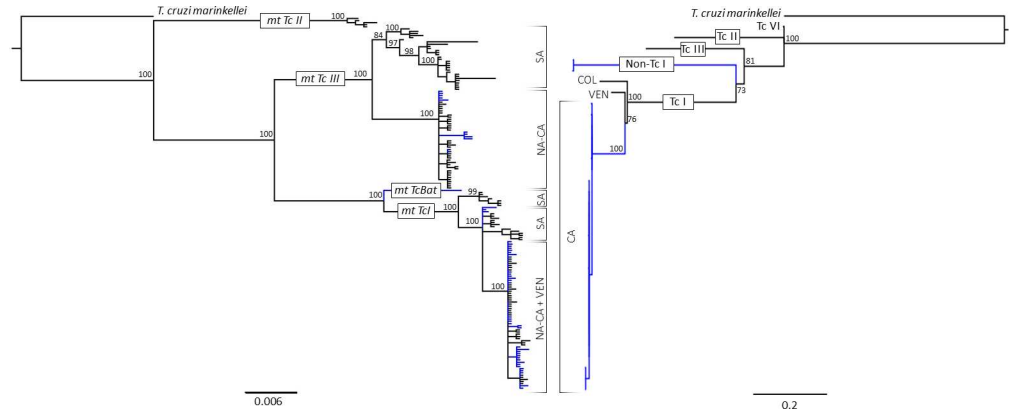 T. cruzi marinkellei
mt Tc II
100
84
97
98
100
100
mt Tc III
100
100
100
mt TcBat
100
mt TcI
100
99
100
100
0.006
SA
NA-CA
SA
SA
NA-CA + VEN
CA
T. cruzi marinkellei
Tc VI
Tc II
100
Tc III
81
Non-Tc I
73
COL
VEN
100
Tc I
76
100
0.2